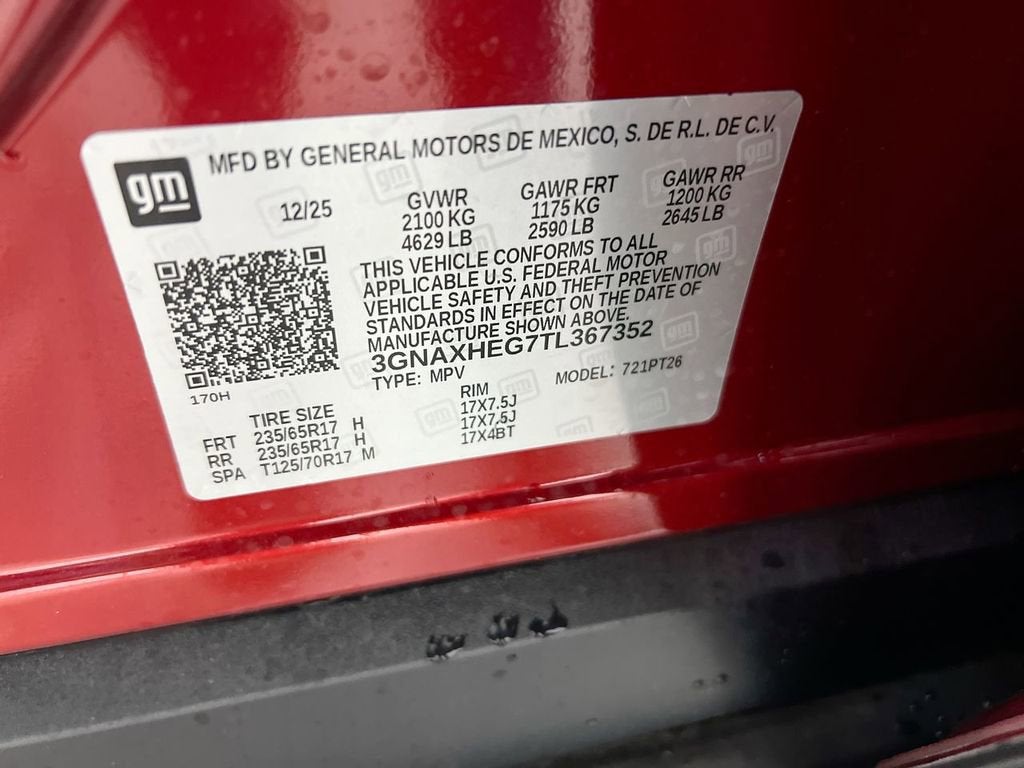 gm
MFD BY GENERAL MOTORS DE MEXICO, S. DE R.L. DE C.V.
12/25
GVWR
2100 KG
4629 LB
GAWR FRT
1175 KG
2590 LB
GAWR RR
1200 KG
2645 LB
THIS VEHICLE CONFORMS TO ALL
APPLICABLE U.S. FEDERAL MOTOR
VEHICLE SAFETY AND THEFT PREVENTION
STANDARDS IN EFFECT ON THE DATE OF
MANUFACTURE SHOWN ABOVE.
3GNAXHEG7TL367352
TYPE: MPV MODEL: 721PT26
170H
TIRE SIZE RIM
FRT 235/65R17 H 17X7.5J
RR 235/65R17 H 17X7.5J
SPA T125/70R17 M 17X4BT